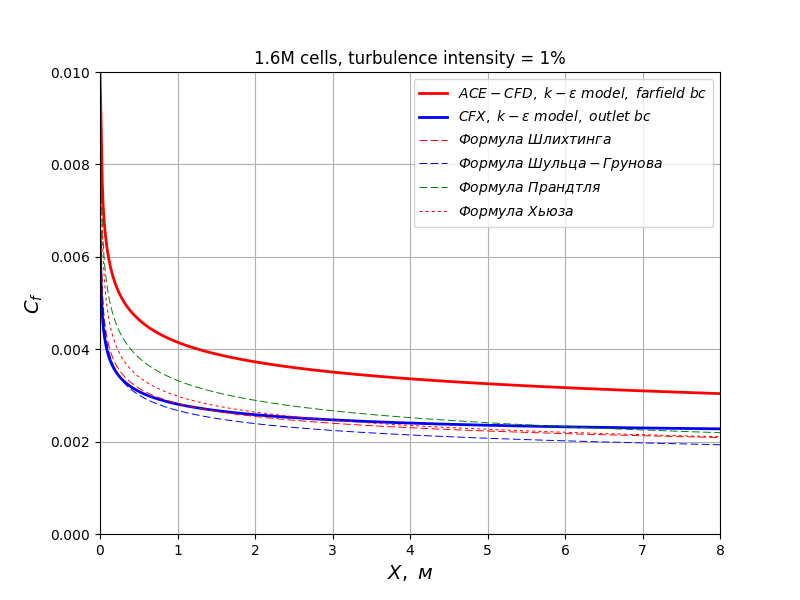 1.6M cells, turbulence intensity = 1%
ACE − CFD, k − ε model, farfield bc
CFX, k − ε model, outlet bc
Формула Шлихтинга
Формула Шульца − Грунова
Формула Прандтля
Формула Хьюза
0.010
0.008
0.006
0.004
0.002
0.000
C_f
0 1 2 3 4 5 6 7 8
X, м